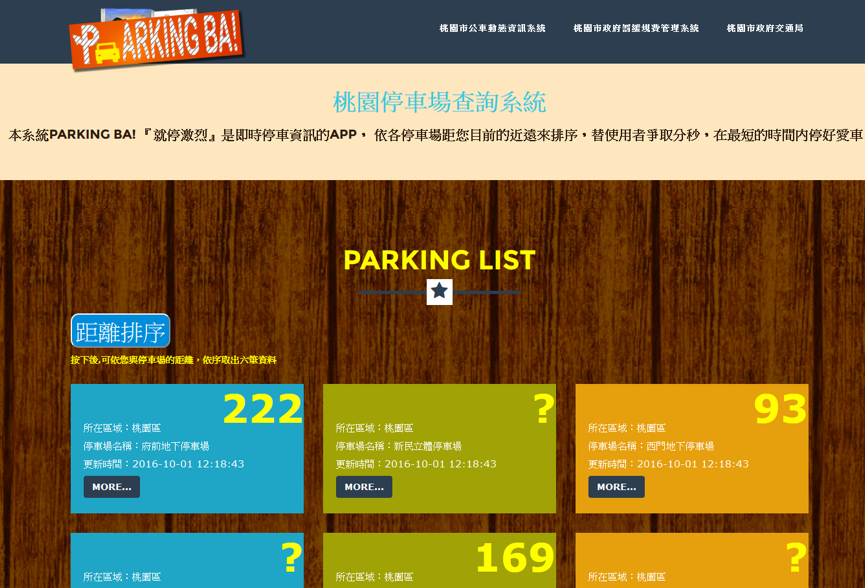 PARKING BA!
桃園市公車動態資訊系統
桃園市政府路邊停車費管理系統
桃園市政府交通局
桃園停車場查詢系統
本系統PARKING BA!『就停激烈』是即時停車資訊的APP, 依各停車場距您目前的近遠來排序,替使用者爭取分秒,在最短的時間內停好愛車
PARKING LIST
距離排序
按下後,可依您與停車場的距離,依序取出六筆資料
222
所在區域:桃園區
停車場名稱:府前地下停車場
更新時間:2016-10-01 12:18:43
MORE...
?
所在區域:桃園區
停車場名稱:新民立體停車場
更新時間:2016-10-01 12:18:43
MORE...
93
所在區域:桃園區
停車場名稱:西門地下停車場
更新時間:2016-10-01 12:18:43
MORE...
?
所在區域:桃園區
169
所在區域:桃園區
?
所在區域:桃園區